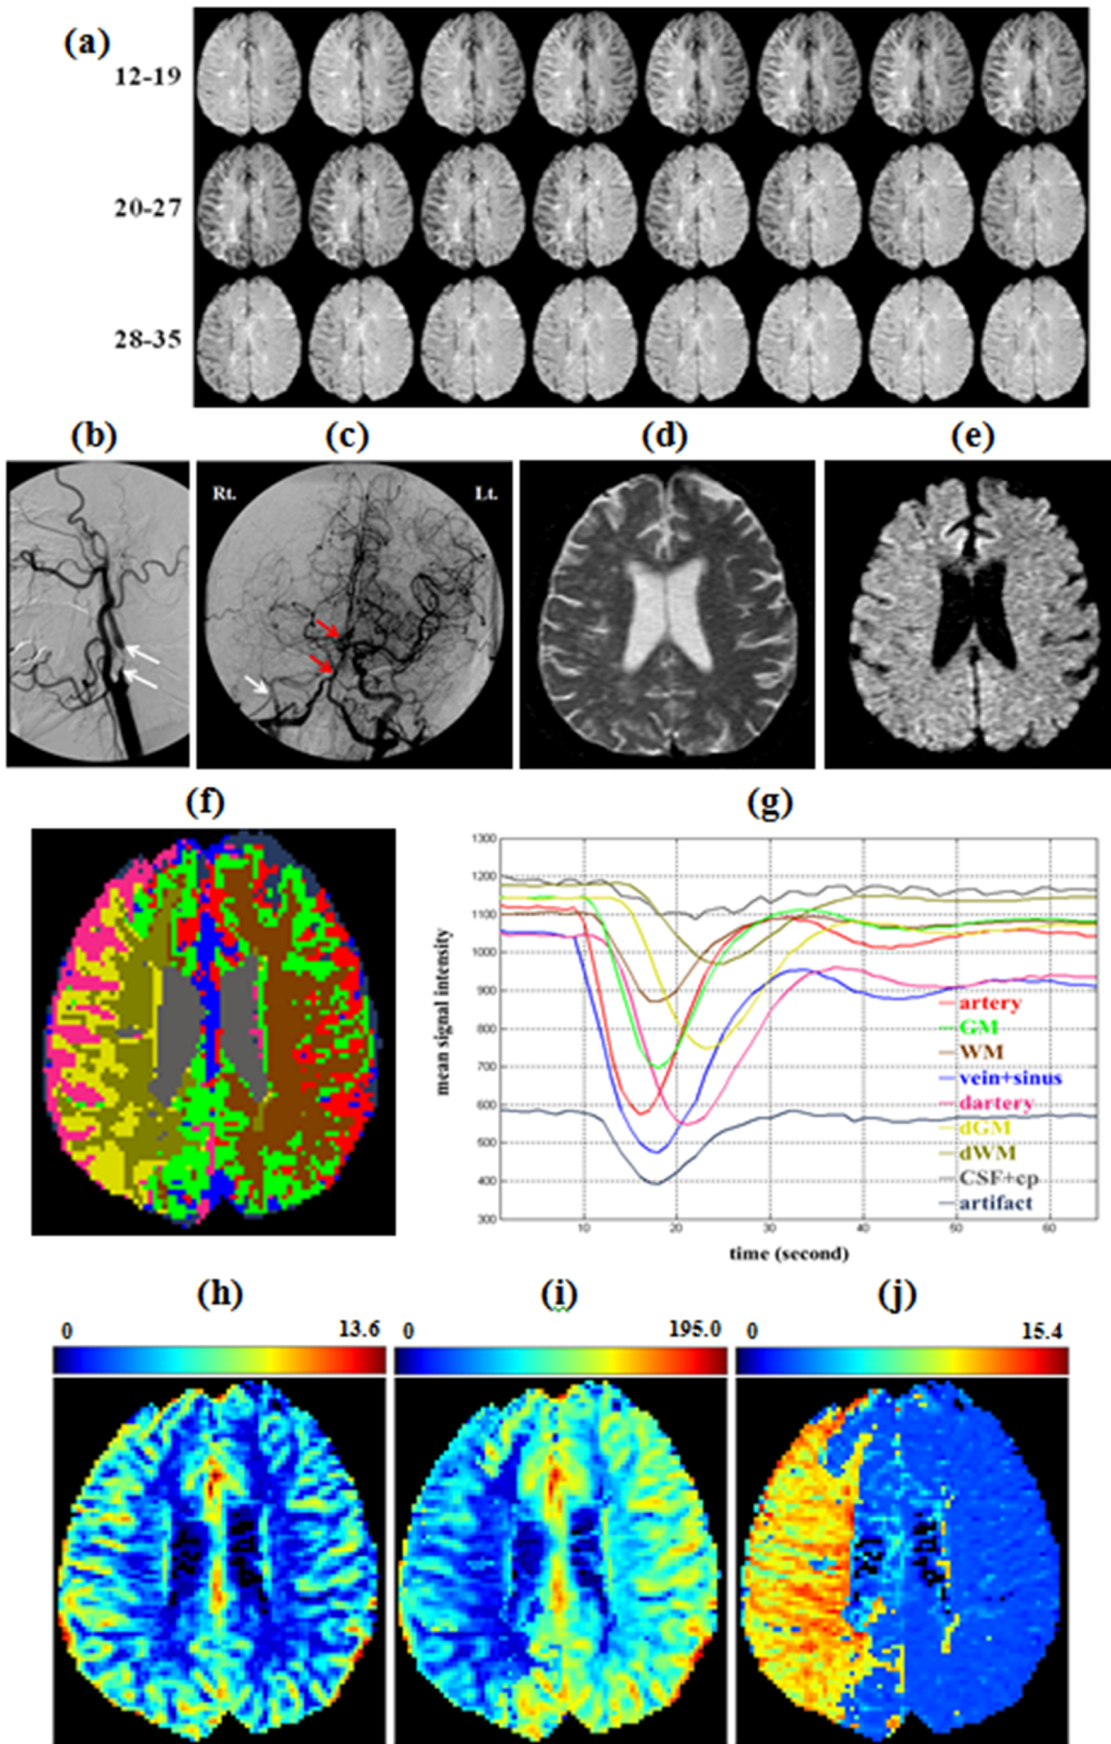 (a)
12-19
20-27
28-35
(b) (c) (d) (e)
Rt. Lt.
(f) (g)
1300
1200
1100
1000
900
800
700
600
500
400
300
mean signal intensity
artery
GM
WM
vein+sinus
dartery
dGM
dWM
CSF+cp
artifact
10 20 30 40 50 60
time (second)
(h) (i) (j)
0 13.6 0 195.0 0 15.4